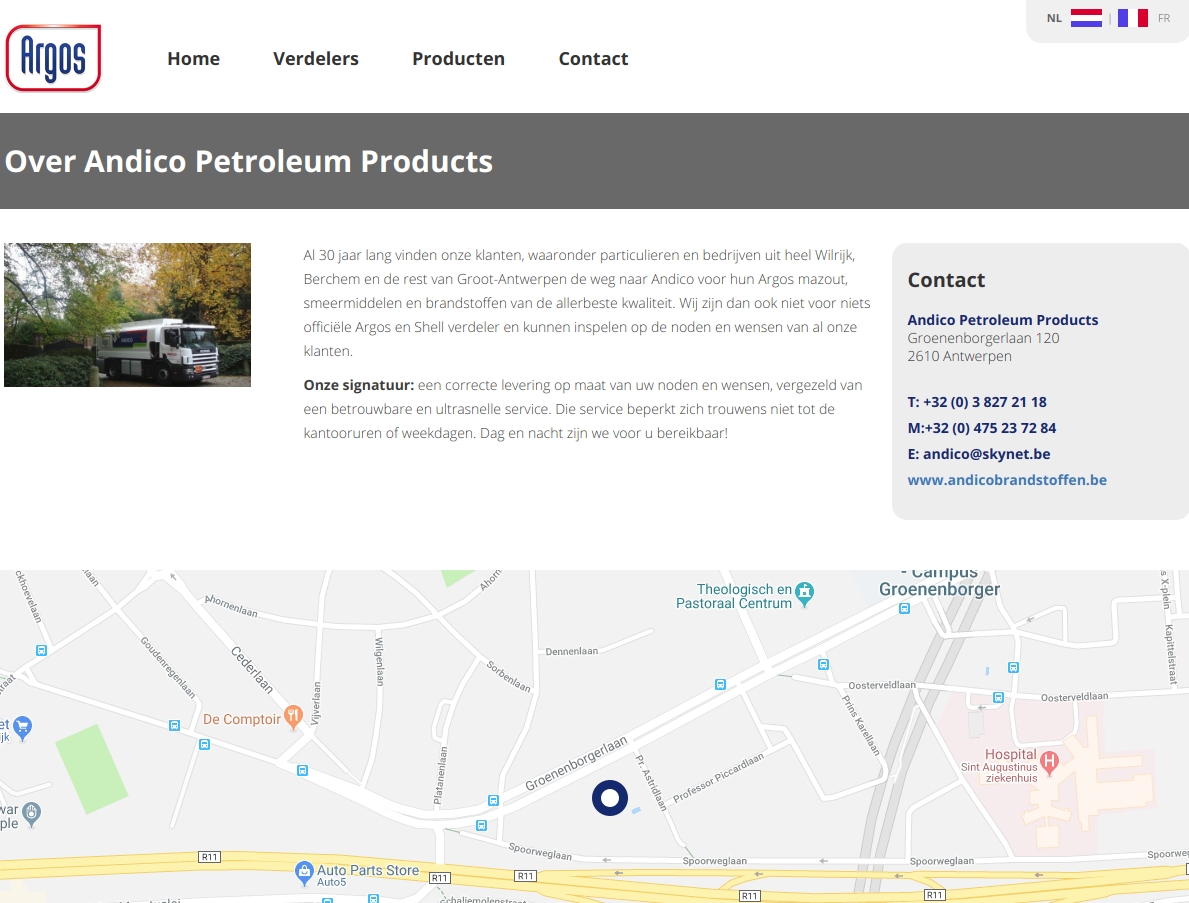 NL | FR
Argos
Home Verdelers Producten Contact
Over Andico Petroleum Products
Al 30 jaar lang vinden onze klanten, waaronder particulieren en bedrijven uit heel Wilrijk,
Berchem en de rest van Groot-Antwerpen de weg naar Andico voor hun Argos mazout,
smeermiddelen en brandstoffen van de allerbeste kwaliteit. Wij zijn dan ook niet voor niets
officiële Argos en Shell verdeler en kunnen inspelen op de noden en wensen van al onze
klanten.
Onze signatuur: een correcte levering op maat van uw noden en wensen, vergezeld van
een betrouwbare en ultrasnelle service. Die service beperkt zich trouwens niet tot de
kantooruren of weekdagen. Dag en nacht zijn we voor u bereikbaar!
Contact
Andico Petroleum Products
Groenenborgerlaan 120
2610 Antwerpen
T: +32 (0) 3 827 21 18
M:+32 (0) 475 23 72 84
E: andico@skynet.be
www.andicobrandstoffen.be
- Campus
Groenenborger
Theologisch en
Pastoraal Centrum
Ahornenlaan
Goudenregenlaan
Cederlaan
Wilgenlaan
Vijverlaan
Sorbenlaan
Dennenlaan
Platanenlaan
De Comptoir
Groenenborgerlaan
Pr. Astridlaan
Professor Piccardlaan
Prins Karellaan
Oosterveldlaan
Oosterveldlaan
Kapittelstraat
Hospital
Sint Augustinus
ziekenhuis
Spoorweglaan
Spoorweglaan
Spoorweglaan
R11
R11
R11
R11
R11
Auto Parts Store
Auto5